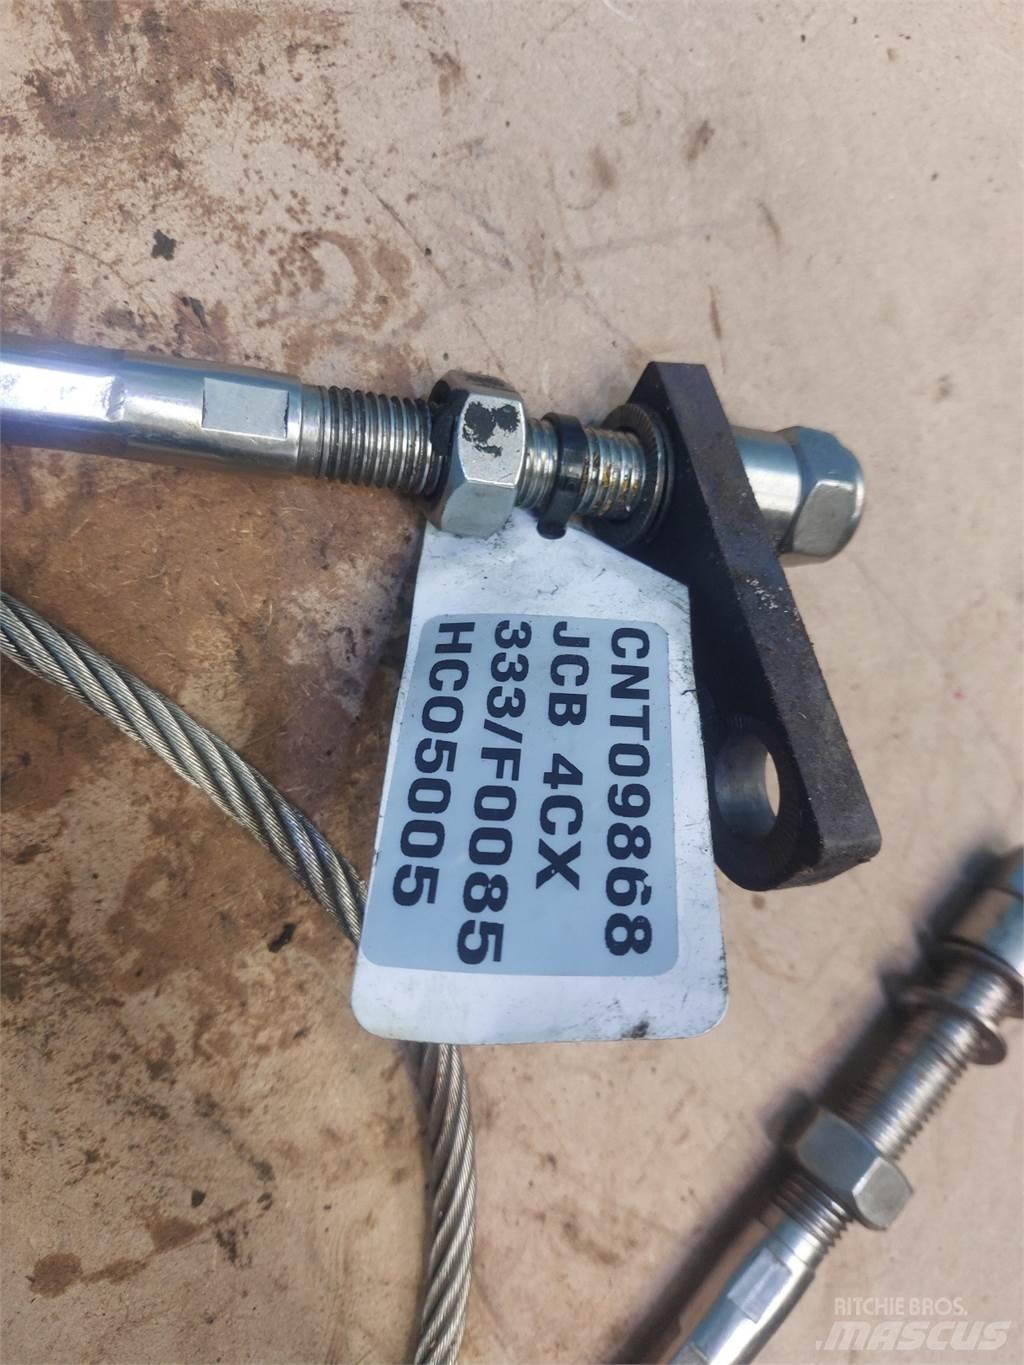 CNT09868
JCB 4CX
333/F0085
HC05005
RITCHIE BROS.
MASCUS